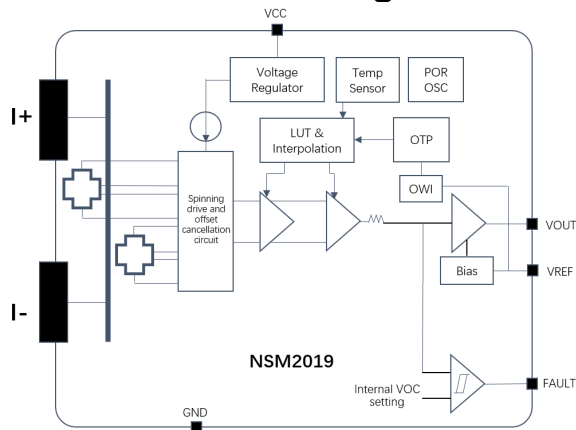 VCC
Voltage
Regulator
Temp
Sensor
POR
OSC
I+
LUT &
Interpolation
OTP
OWI
Spinning
drive and
offset
cancellation
circuit
VOUT
Bias
VREF
I-
NSM2019
Internal VOC
setting
FAULT
GND